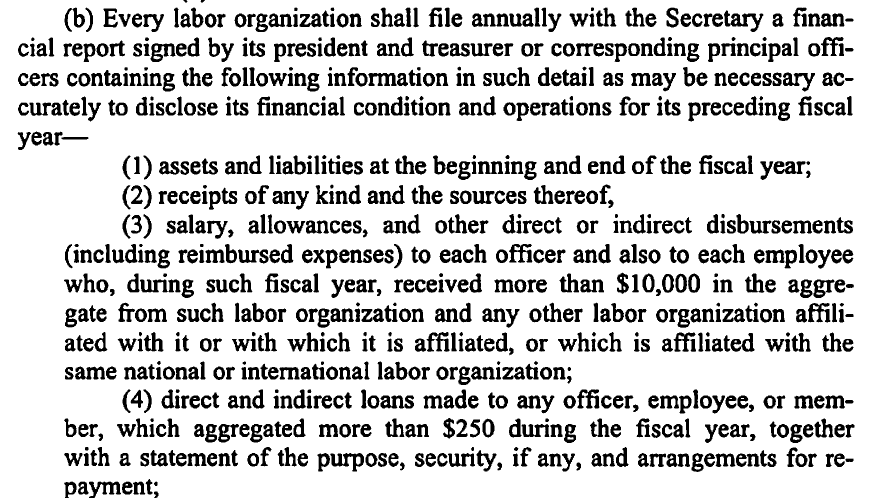 (b) Every labor organization shall file annually with the Secretary a finan-
cial report signed by its president and treasurer or corresponding principal offi-
cers containing the following information in such detail as may be necessary ac-
curately to disclose its financial condition and operations for its preceding fiscal
year—
(1) assets and liabilities at the beginning and end of the fiscal year;
(2) receipts of any kind and the sources thereof,
(3) salary, allowances, and other direct or indirect disbursements
(including reimbursed expenses) to each officer and also to each employee
who, during such fiscal year, received more than $10,000 in the aggre-
gate from such labor organization and any other labor organization affili-
ated with it or with which it is affiliated, or which is affiliated with the
same national or international labor organization;
(4) direct and indirect loans made to any officer, employee, or mem-
ber, which aggregated more than $250 during the fiscal year, together
with a statement of the purpose, security, if any, and arrangements for re-
payment;